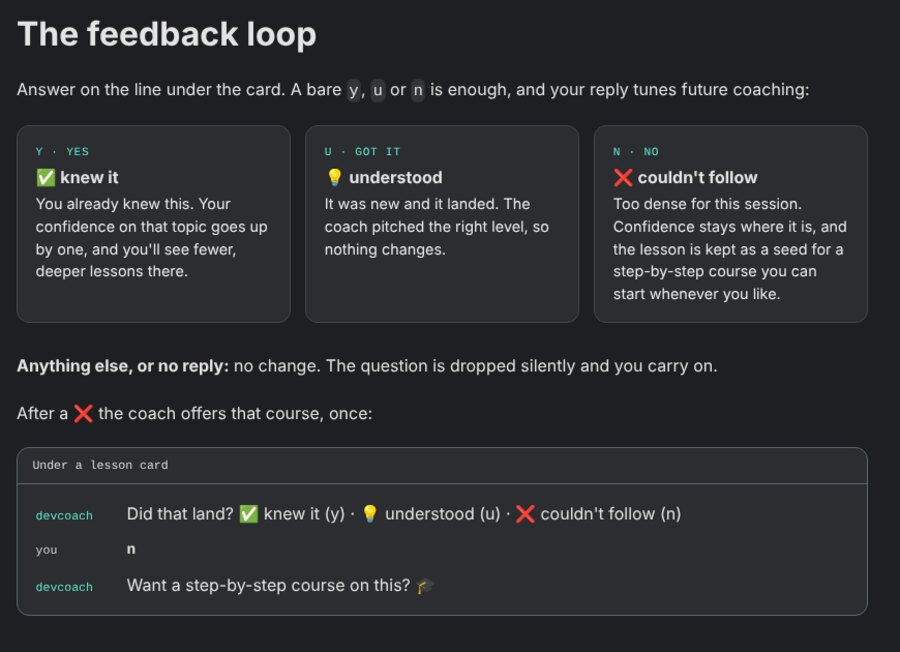 The feedback loop
Answer on the line under the card. A bare y, u or n is enough, and your reply tunes future coaching:
Y · YES
✅ knew it
You already knew this. Your
confidence on that topic goes up
by one, and you'll see fewer,
deeper lessons there.
U · GOT IT
💡 understood
It was new and it landed. The
coach pitched the right level, so
nothing changes.
N · NO
❌ couldn't follow
Too dense for this session.
Confidence stays where it is, and
the lesson is kept as a seed for a
step-by-step course you can
start whenever you like.
Anything else, or no reply: no change. The question is dropped silently and you carry on.
After a ❌ the coach offers that course, once:
Under a lesson card
devcoach Did that land? ✅ knew it (y) · 💡 understood (u) · ❌ couldn't follow (n)
you n
devcoach Want a step-by-step course on this? 🎓